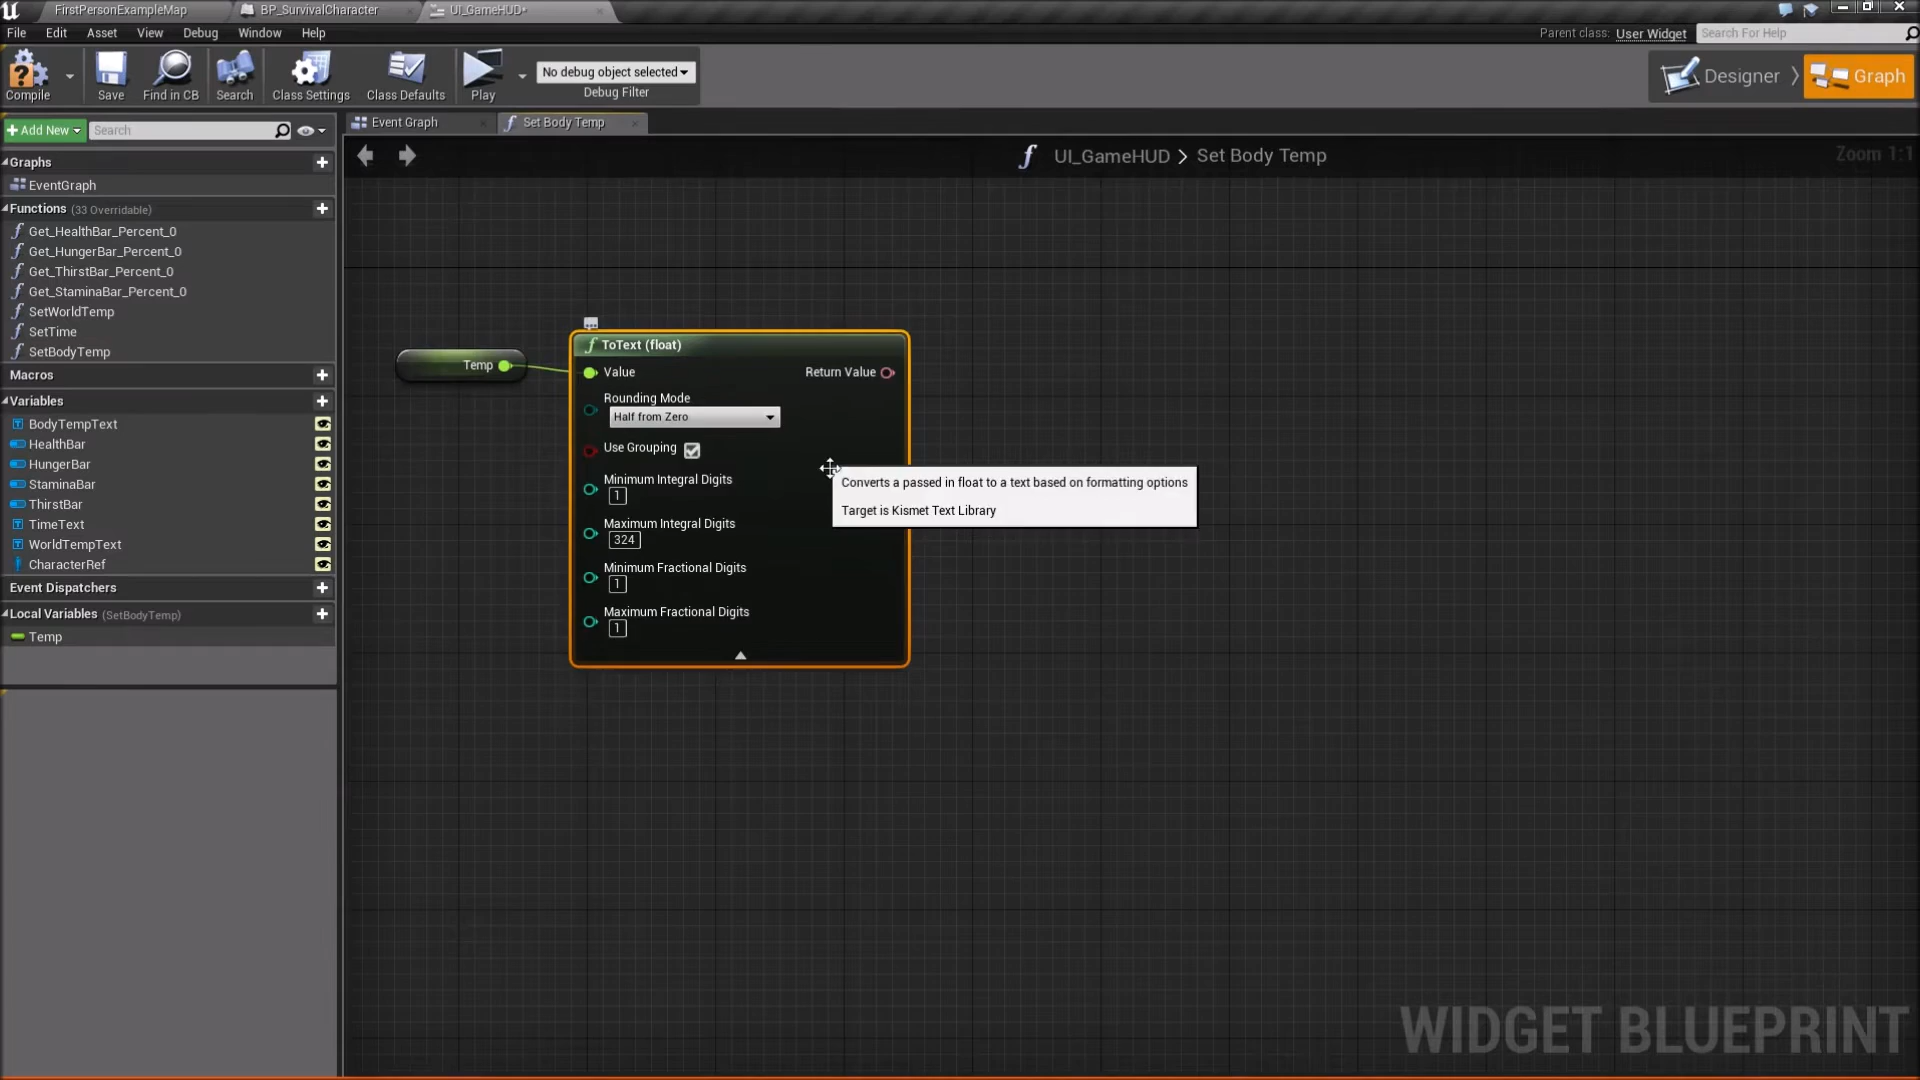 FirstPersonExampleMap
BP_SurvivalCharacter
UI_GameHUD*
File Edit Asset View Debug Window Help
Parent class: User Widget
Search For Help
Compile
Save
Find in CB
Search
Class Settings
Class Defaults
Play
No debug object selected
Debug Filter
Designer
Graph
Add New
Search
Event Graph
Set Body Temp
UI_GameHUD > Set Body Temp
Zoom 1:1
Graphs
EventGraph
Functions (33 Overridable)
Get_HealthBar_Percent_0
Get_HungerBar_Percent_0
Get_ThirstBar_Percent_0
Get_StaminaBar_Percent_0
SetWorldTemp
SetTime
SetBodyTemp
Macros
Variables
BodyTempText
HealthBar
HungerBar
StaminaBar
ThirstBar
TimeText
WorldTempText
CharacterRef
Event Dispatchers
Local Variables (SetBodyTemp)
Temp
Temp
ToText (float)
Value
Return Value
Rounding Mode
Half from Zero
Use Grouping
Minimum Integral Digits
1
Maximum Integral Digits
324
Minimum Fractional Digits
1
Maximum Fractional Digits
1
Converts a passed in float to a text based on formatting options
Target is Kismet Text Library
WIDGET BLUEPRINT